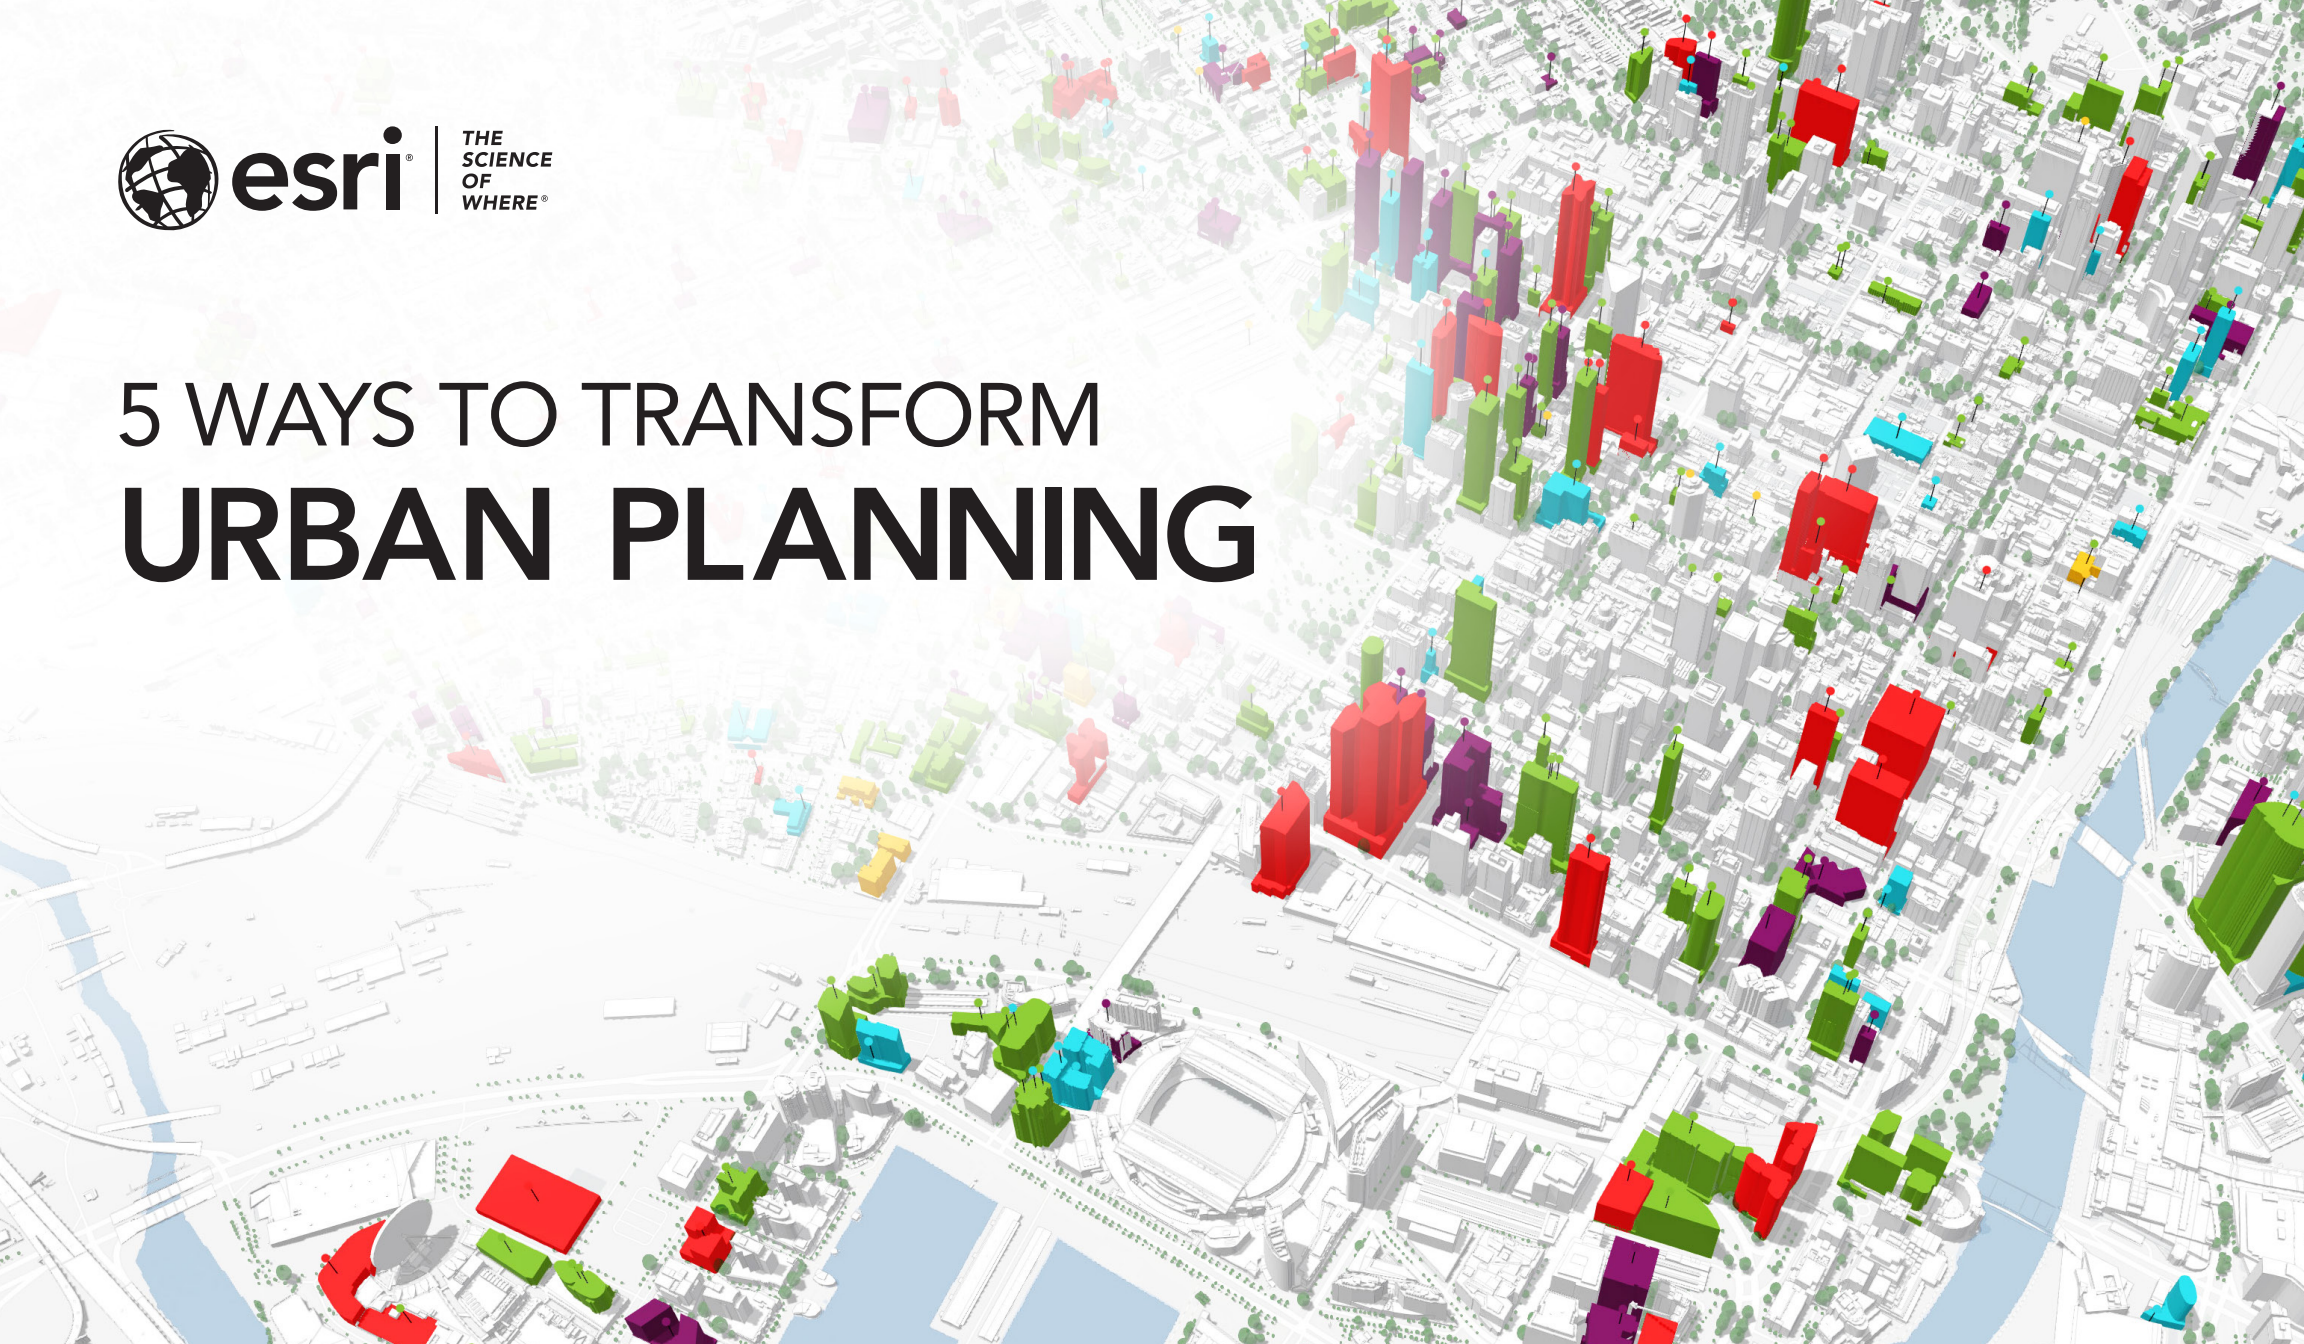 esri®
THE
SCIENCE
OF
WHERE®
5 WAYS TO TRANSFORM
URBAN PLANNING